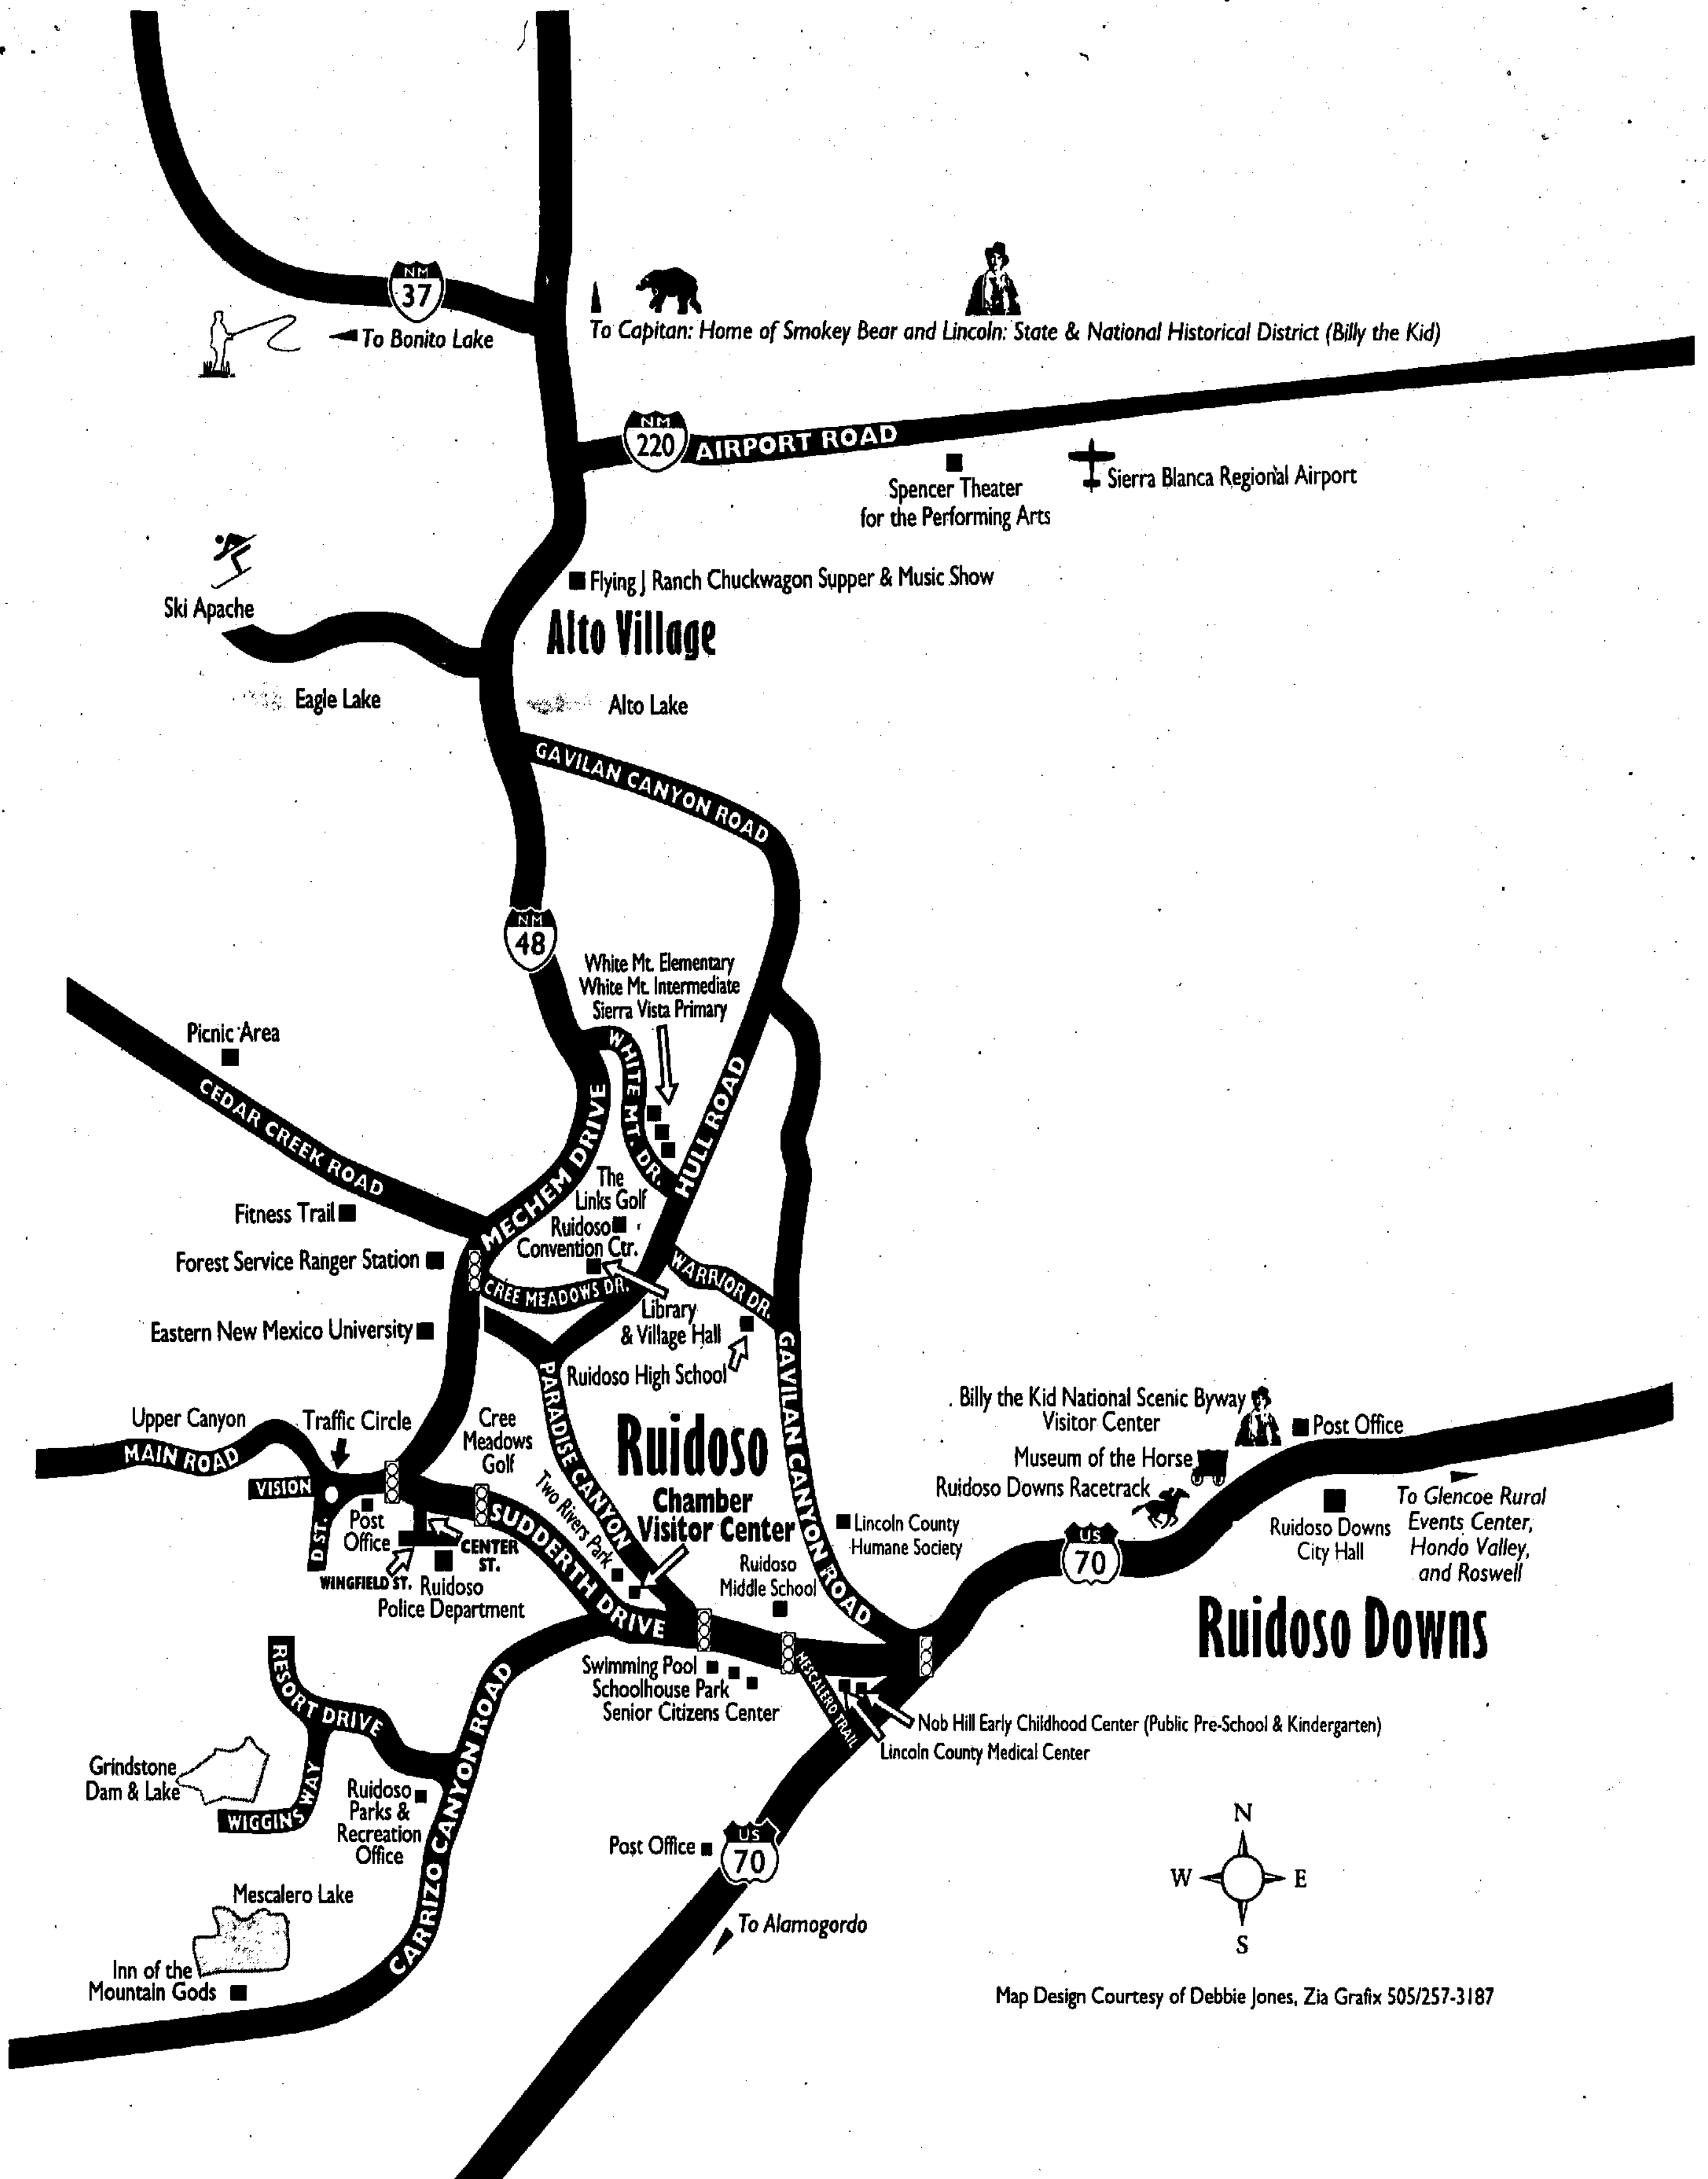 NM
37
To Bonito Lake
To Capitan: Home of Smokey Bear and Lincoln: State & National Historical District (Billy the Kid)
NM
220
AIRPORT ROAD
Spencer Theater
for the Performing Arts
Sierra Blanca Regional Airport
Ski Apache
Flying J Ranch Chuckwagon Supper & Music Show
Alto Village
Eagle Lake
Alto Lake
GAVILAN CANYON ROAD
NM
48
White Mt. Elementary
White Mt. Intermediate
Sierra Vista Primary
Picnic Area
CEDAR CREEK ROAD
WHITE MT. DR.
MECHEM DRIVE
HULL ROAD
Fitness Trail
The
Links Golf
Ruidoso
Convention Ctr.
Forest Service Ranger Station
CREE MEADOWS DR.
WARRIOR DR.
Library
& Village Hall
Eastern New Mexico University
Ruidoso High School
PARADISE CANYON
GAVILAN CANYON ROAD
Upper Canyon
MAIN ROAD
Traffic Circle
Cree
Meadows
Golf
Two Rivers Park
Ruidoso
Chamber
Visitor Center
Billy the Kid National Scenic Byway
Visitor Center
Post Office
Museum of the Horse
Ruidoso Downs Racetrack
VISION
D ST.
Post
Office
CENTER
ST.
WINGFIELD ST.
Ruidoso
Police Department
SUDDERTH DRIVE
Ruidoso
Middle School
Lincoln County
Humane Society
US
70
Ruidoso Downs
City Hall
To Glencoe Rural
Events Center,
Hondo Valley,
and Roswell
Ruidoso Downs
RESORT DRIVE
Swimming Pool
Schoolhouse Park
Senior Citizens Center
MESCALERO TRAIL
Nob Hill Early Childhood Center (Public Pre-School & Kindergarten)
Lincoln County Medical Center
Grindstone
Dam & Lake
WIGGINS WAY
Ruidoso
Parks &
Recreation
Office
CARRIZO CANYON ROAD
Post Office
US
70
Mescalero Lake
Inn of the
Mountain Gods
To Alamogordo
N
W
E
S
Map Design Courtesy of Debbie Jones, Zia Grafix 505/257-3187